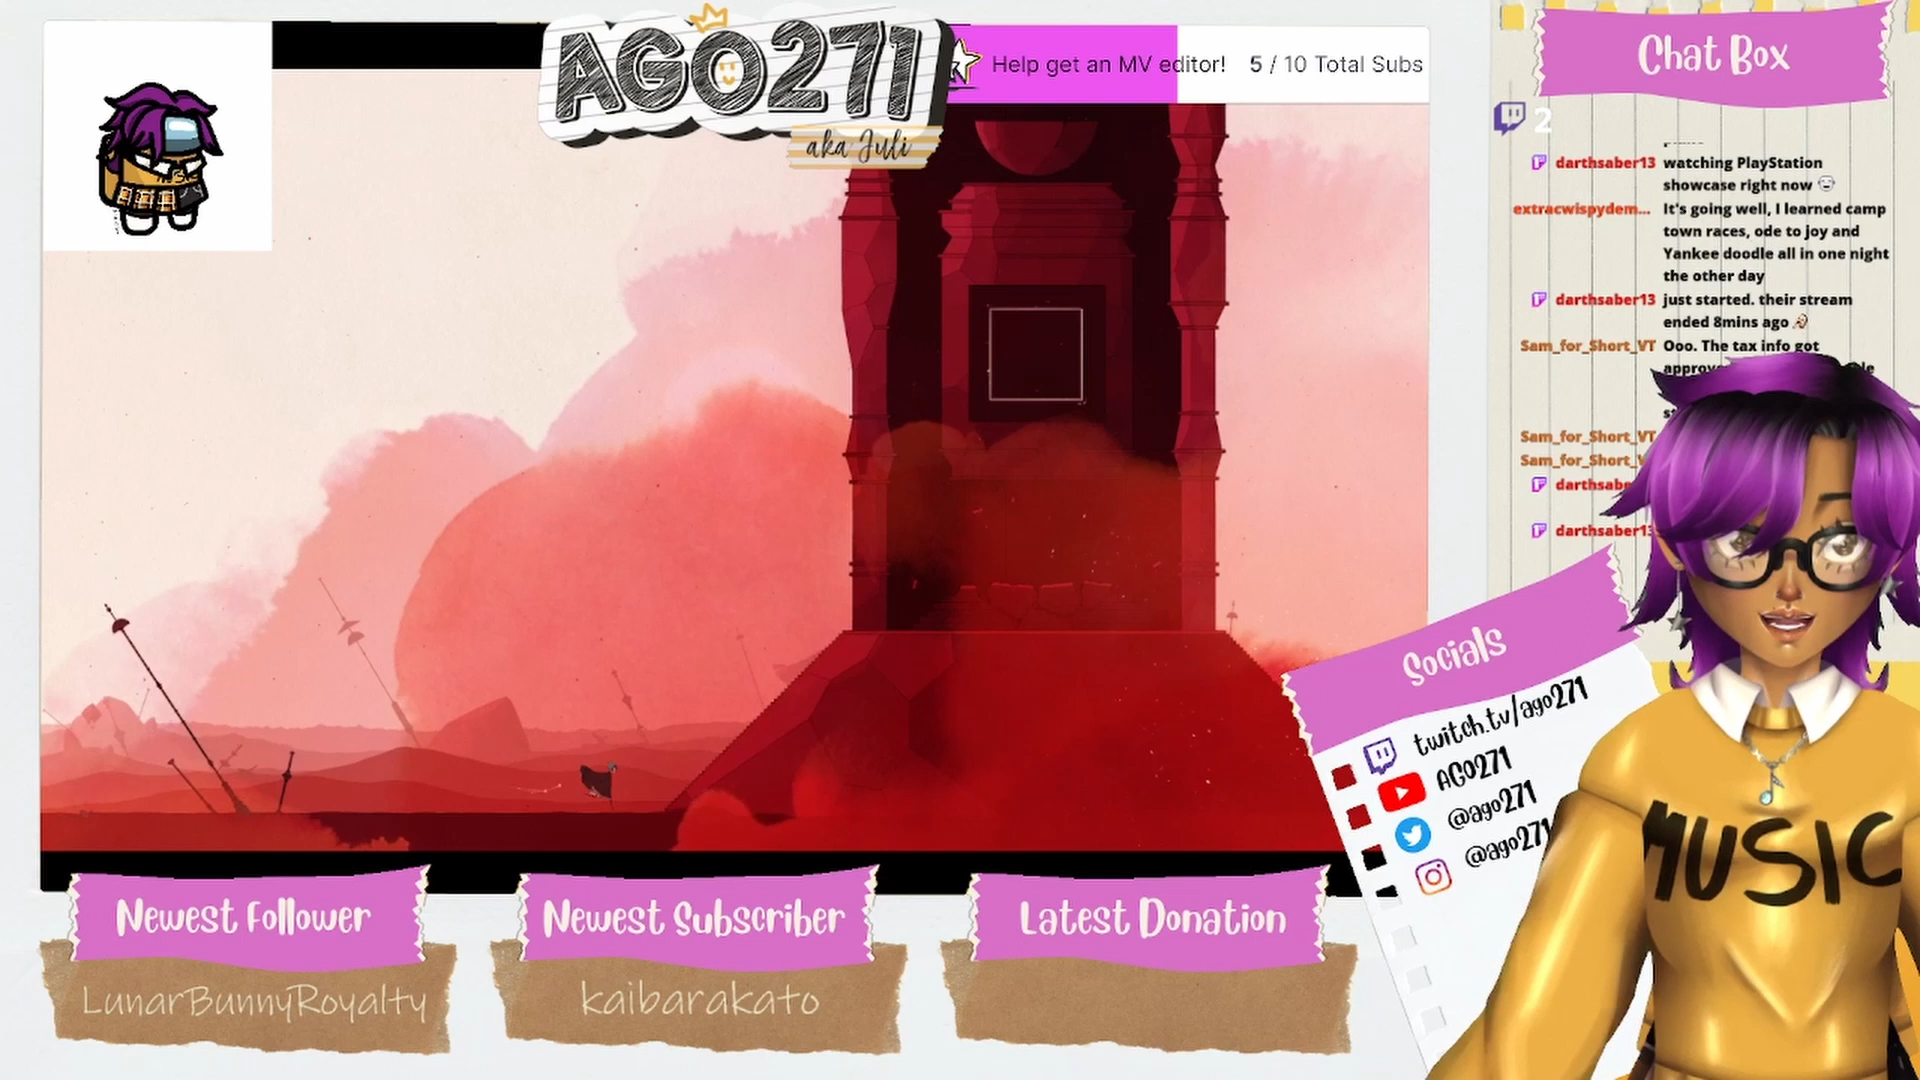 AGO271
aka Juli
Help get an MV editor! 5 / 10 Total Subs
Chat Box
2
darthsaber13 watching PlayStation
showcase right now
extracwispydem... It's going well, I learned camp
town races, ode to joy and
Yankee doodle all in one night
the other day
darthsaber13 just started. their stream
ended 8mins ago
Sam_for_Short_VT Ooo. The tax info got
Sam_for_Short_VT
Socials
twitch.tv/ago271
AGO271
@ago271
@ago271
MUSIC
Newest Follower
LunarBunnyRoyalty
Newest Subscriber
kaibarakato
Latest Donation